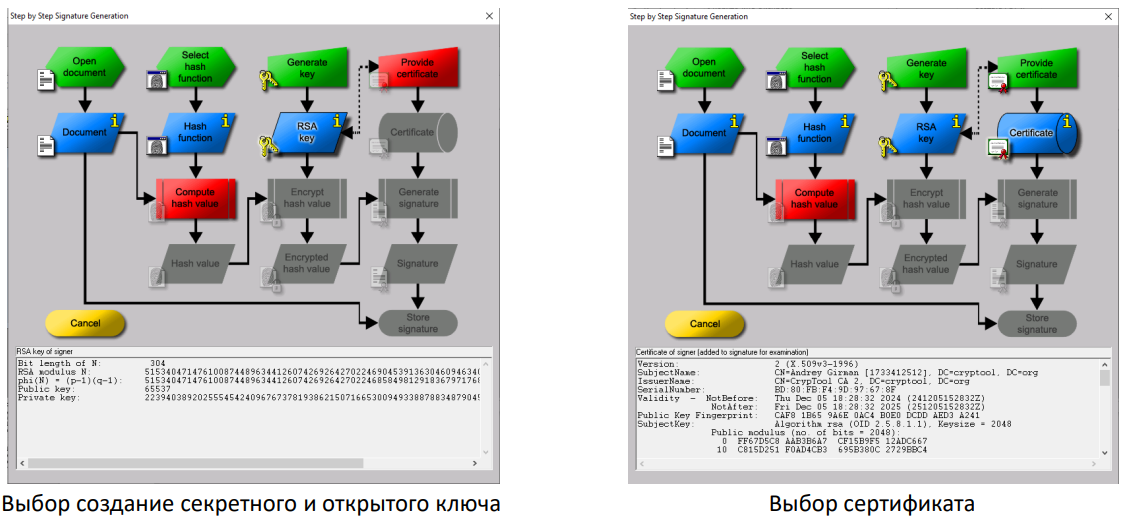 Step by Step Signature Generation
Open document
Select hash function
Generate key
Provide certificate
Document
Hash function
RSA key
Certificate
Compute hash value
Encrypt hash value
Generate signature
Hash value
Encrypted hash value
Signature
Cancel
Store signature
RSA key of signer
Bit length of N: 304
RSA modulus N:
phi(N) = (p-1)(q-1):
Public key: 65537
Private key:
Выбор создание секретного и открытого ключа
Step by Step Signature Generation
Open document
Select hash function
Generate key
Provide certificate
Document
Hash function
RSA key
Certificate
Compute hash value
Encrypt hash value
Generate signature
Hash value
Encrypted hash value
Signature
Cancel
Store signature
Certificate of signer (added to signature for examination)
Version: 2 (X.509v3-1996)
SubjectName: CN=Andrey Girman [1733412512], DC=cryptool, DC=org
IssuerName: CN=CrypTool CA 2, DC=cryptool, DC=org
SerialNumber: BD:80:FB:F4:9D:97:67:8F
Validity - NotBefore: Thu Dec 05 18:28:32 2024 (241205152832Z)
NotAfter: Fri Dec 05 18:28:32 2025 (251205152832Z)
Public Key Fingerprint: CAF8 1B65 9A6E 0AC4 B0E0 DCDD AED3 A241
SubjectKey: Algorithm rsa (OID 2.5.8.1.1), Keysize = 2048
Public modulus (no. of bits = 2048):
0 FF67D5C8 AAB3B6A7 CF15B9F5 12ADC667
10 C815D251 F0AD4CB3 695B380C 2729BBC4
Выбор сертификата